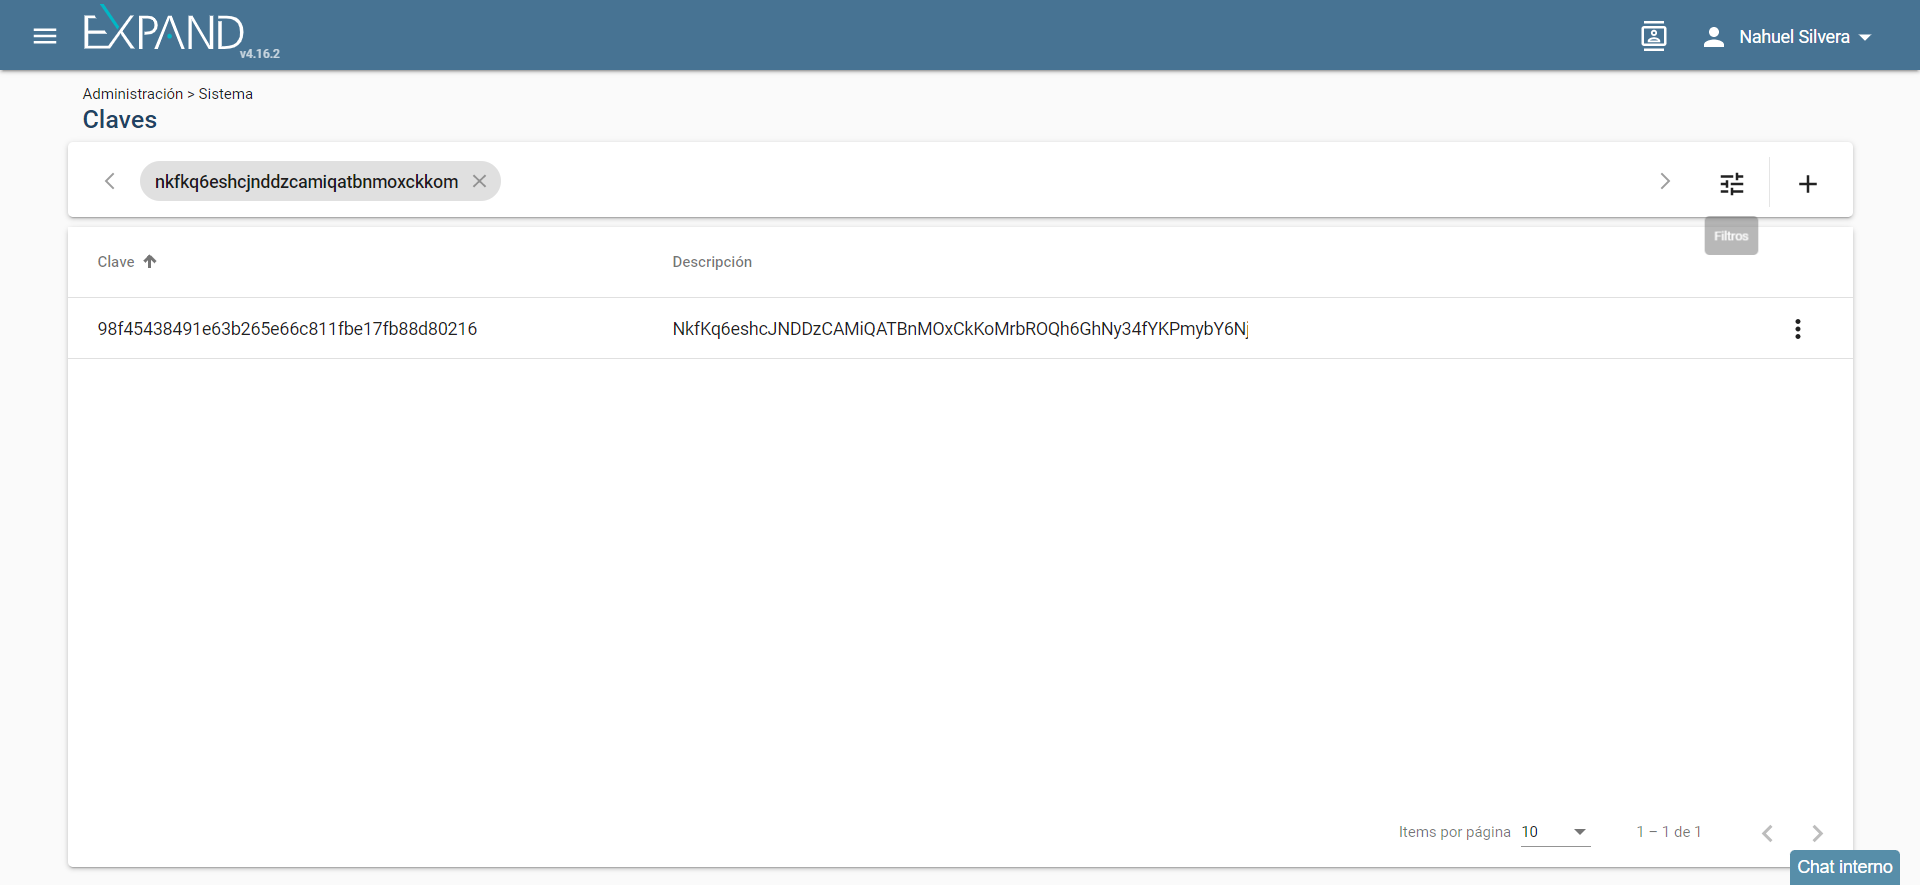 EXPAND
v4.16.2
Nahuel Silvera
Administración > Sistema
Claves
nkfkq6eshcjnddzcamiqatbnmoxckkom
Filtros
Clave
Descripción
98f45438491e63b265e66c811fbe17fb88d80216
NkfKq6eshcJNDDzCAMiQATBnMOxCkKoMrbROQh6GhNy34fYKPmybY6Nj
Items por página 10
1 – 1 de 1
Chat interno